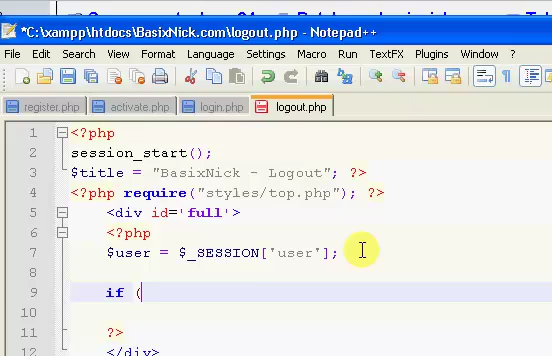 *C:\xampp\htdocs\BasixNick.com\logout.php - Notepad++
Edit Search View Format Language Settings Macro Run TextFX Plugins Window ?
register.php activate.php login.php logout.php
1 <?php
2 session_start();
3 $title = "BasixNick - Logout"; ?>
4 <?php require("styles/top.php"); ?>
5 <div id='full'>
6 <?php
7 $user = $_SESSION['user'];
8
9 if (
10
11 ?>
12 </div>